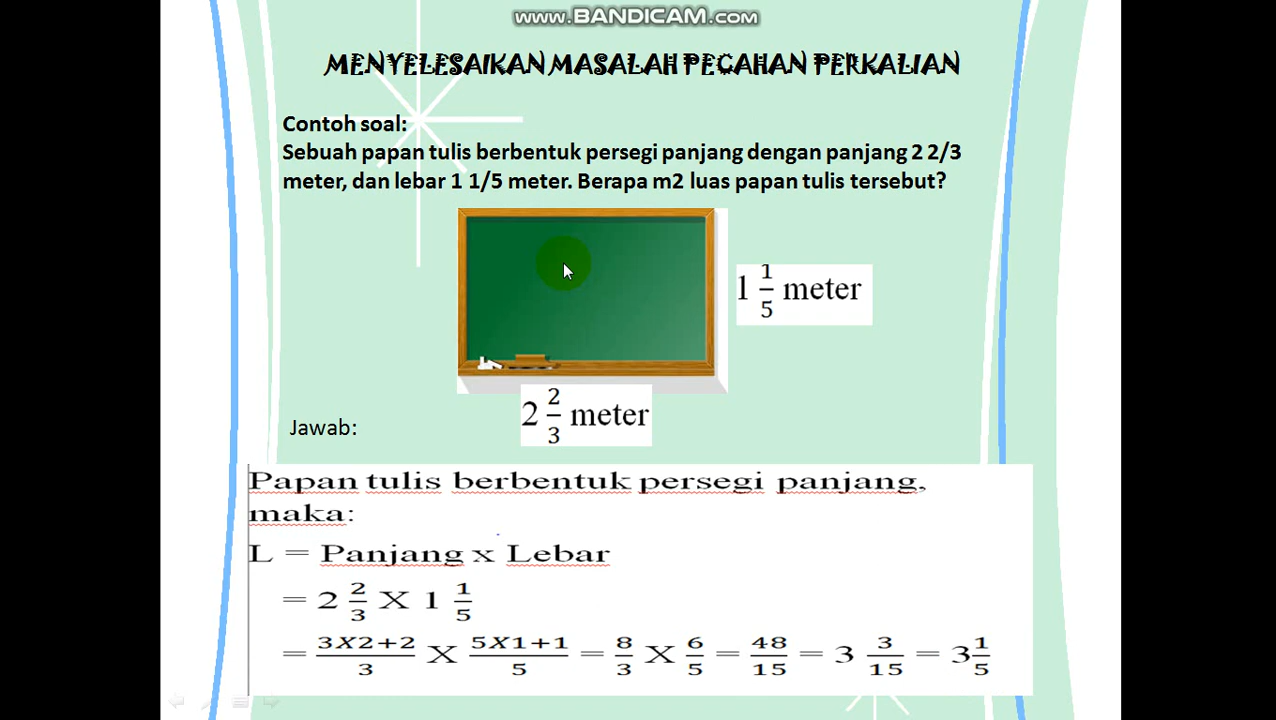 www.BANDICAM.com
MENYELESAIKAN MASALAH PECAHAN PERKALIAN
Contoh soal:
Sebuah papan tulis berbentuk persegi panjang dengan panjang 2 2/3
meter, dan lebar 1 1/5 meter. Berapa m2 luas papan tulis tersebut?
1 1/5 meter
2 2/3 meter
Jawab:
Papan tulis berbentuk persegi panjang,
maka:
L = Panjang x Lebar
= 2 2/3 X 1 1/5
= 3X2+2/3 X 5X1+1/5 = 8/3 X 6/5 = 48/15 = 3 3/15 = 3 1/5